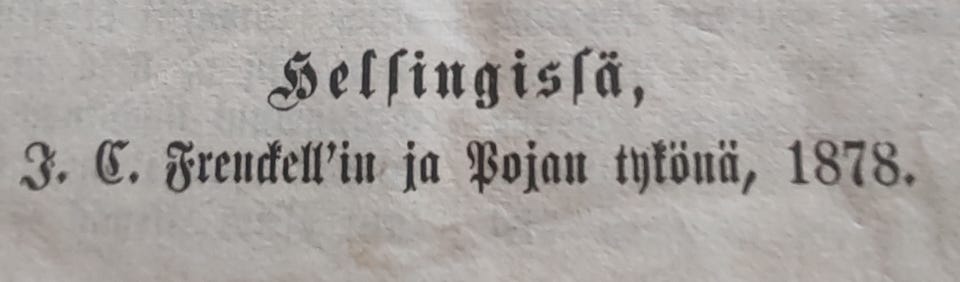 Helsingissä,
J. C. Frenckell'in ja Pojan tykönä, 1878.